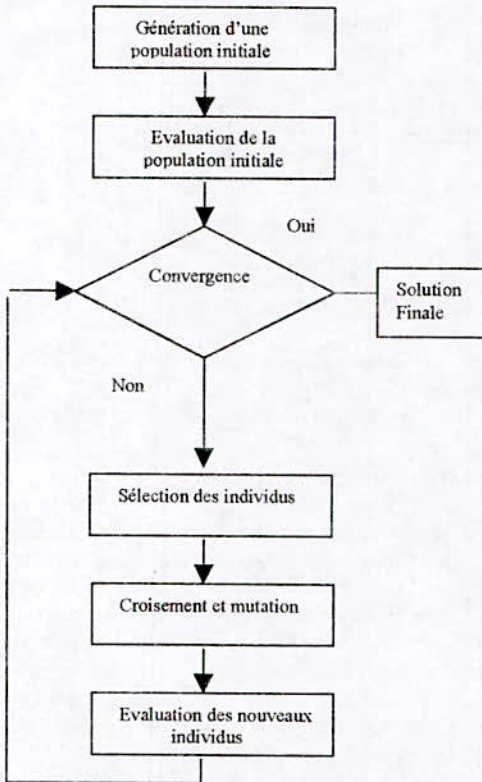 Génération d'une
population initiale
Evaluation de la
population initiale
Oui
Convergence
Solution
Finale
Non
Sélection des individus
Croisement et mutation
Evaluation des nouveaux
individus